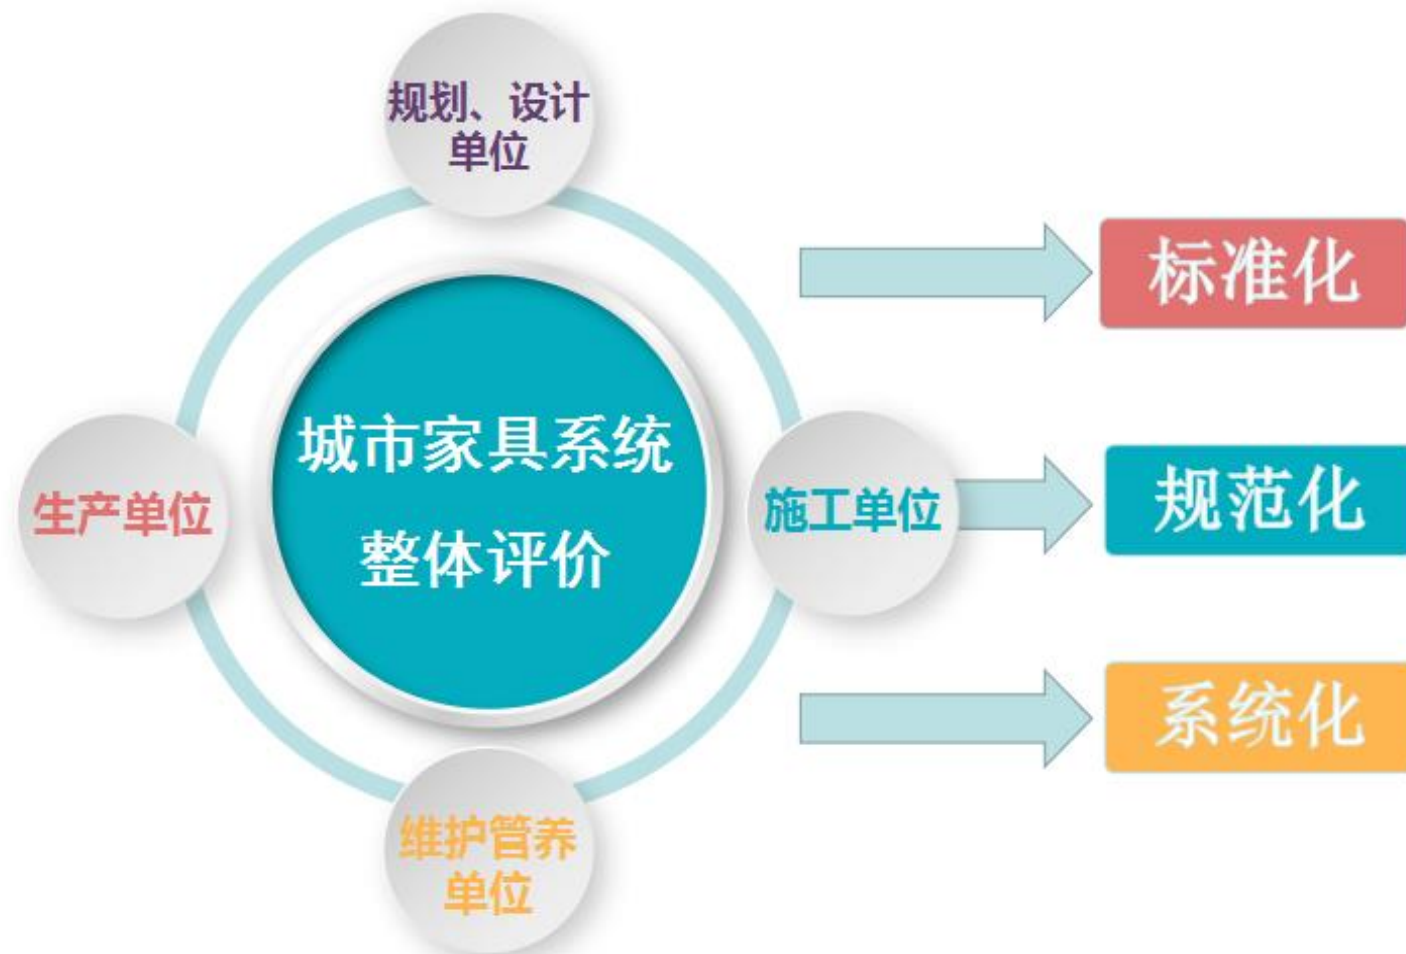 规划、设计
单位
标准化
城市家具系统
整体评价
生产单位
施工单位
规范化
系统化
维护管养
单位